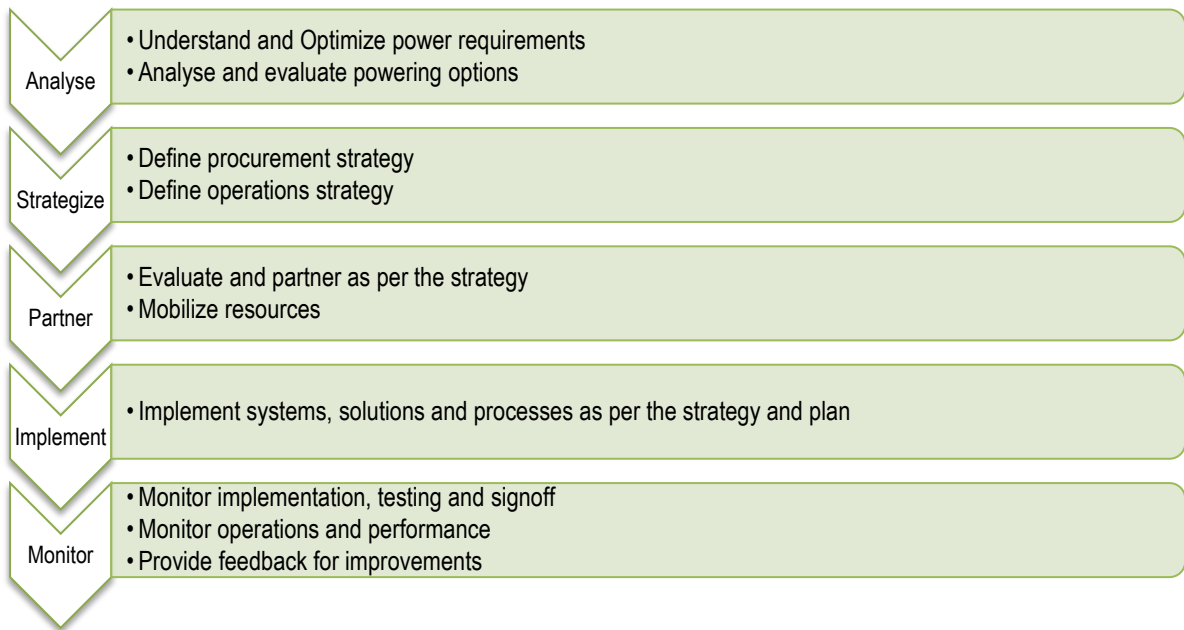 Analyse
• Understand and Optimize power requirements
• Analyse and evaluate powering options
Strategize
• Define procurement strategy
• Define operations strategy
Partner
• Evaluate and partner as per the strategy
• Mobilize resources
Implement
• Implement systems, solutions and processes as per the strategy and plan
Monitor
• Monitor implementation, testing and signoff
• Monitor operations and performance
• Provide feedback for improvements